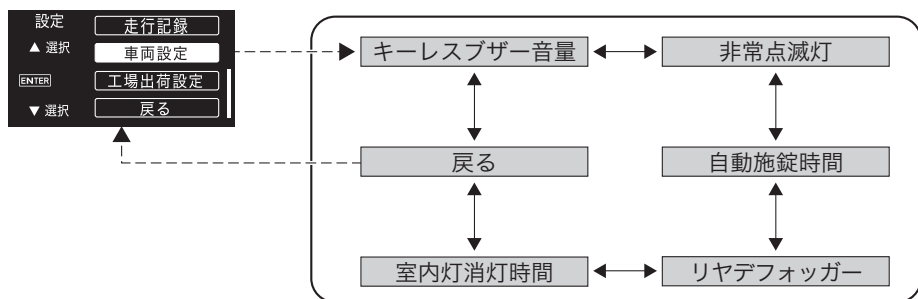 設定
▲ 選択
ENTER
▼ 選択
走行記録
車両設定
工場出荷設定
戻る
キーレスブザー音量
非常点滅灯
戻る
自動施錠時間
室内灯消灯時間
リヤデフォッガー